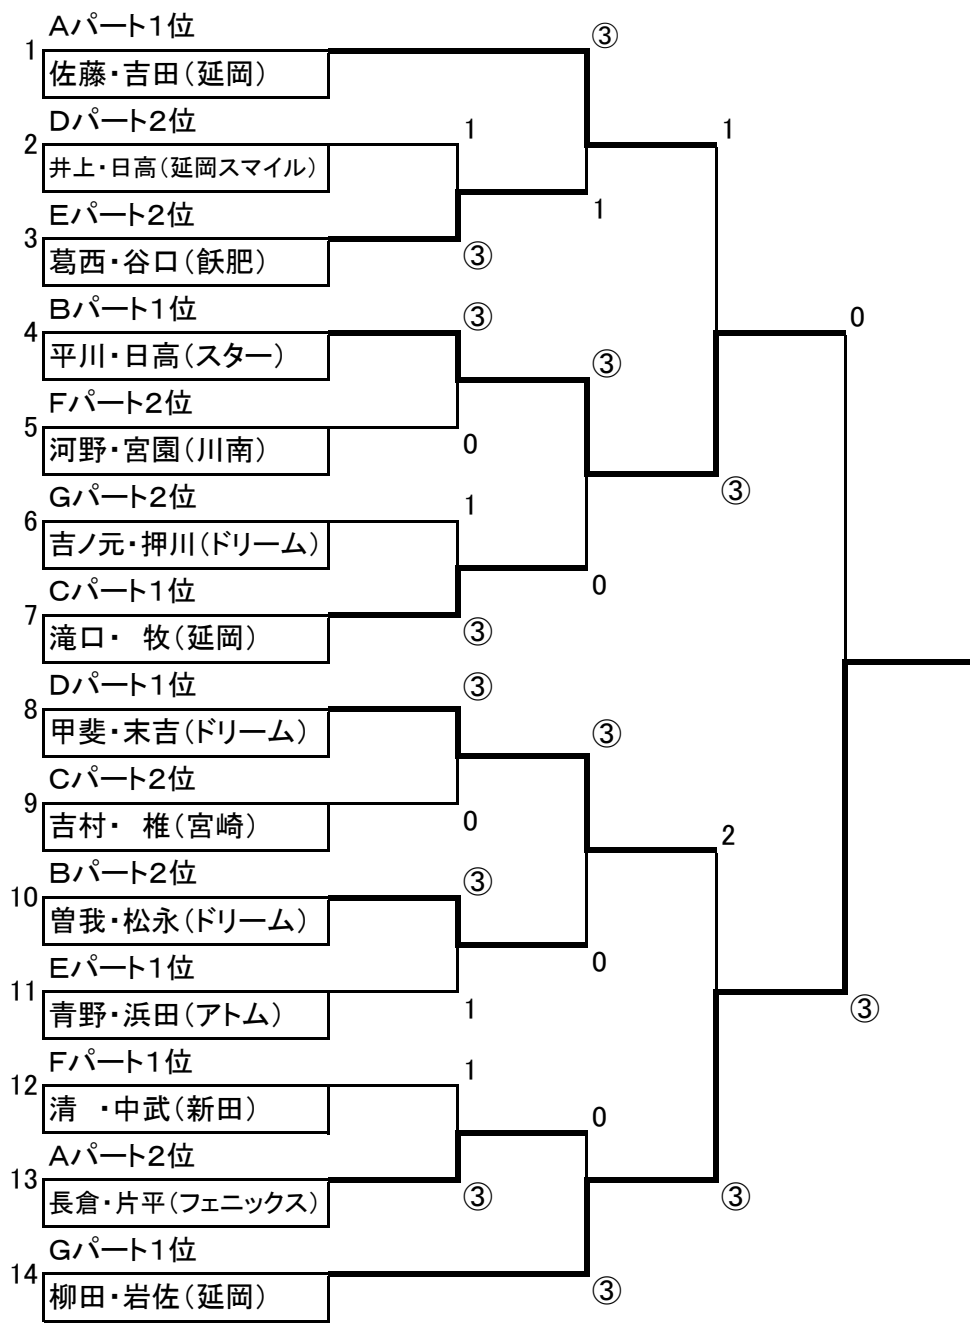 Aパート1位
③
1
佐藤・吉田(延岡)
Dパート2位
1
1
2
井上・日高(延岡スマイル)
Eパート2位
1
3
葛西・谷口(飫肥)
③
Bパート1位
③
0
4
平川・日高(スター)
③
Fパート2位
5
河野・宮園(川南)
0
Gパート2位
1
③
6
吉ノ元・押川(ドリーム)
Cパート1位
0
7
滝口・ 牧(延岡)
③
Dパート1位
③
8
甲斐・末吉(ドリーム)
③
Cパート2位
9
吉村・ 椎(宮崎)
0
2
Bパート2位
③
10
曽我・松永(ドリーム)
Eパート1位
0
11
青野・浜田(アトム)
1
③
Fパート1位
1
12
清 ・中武(新田)
0
Aパート2位
13
長倉・片平(フェニックス)
③
③
Gパート1位
14
柳田・岩佐(延岡)
③